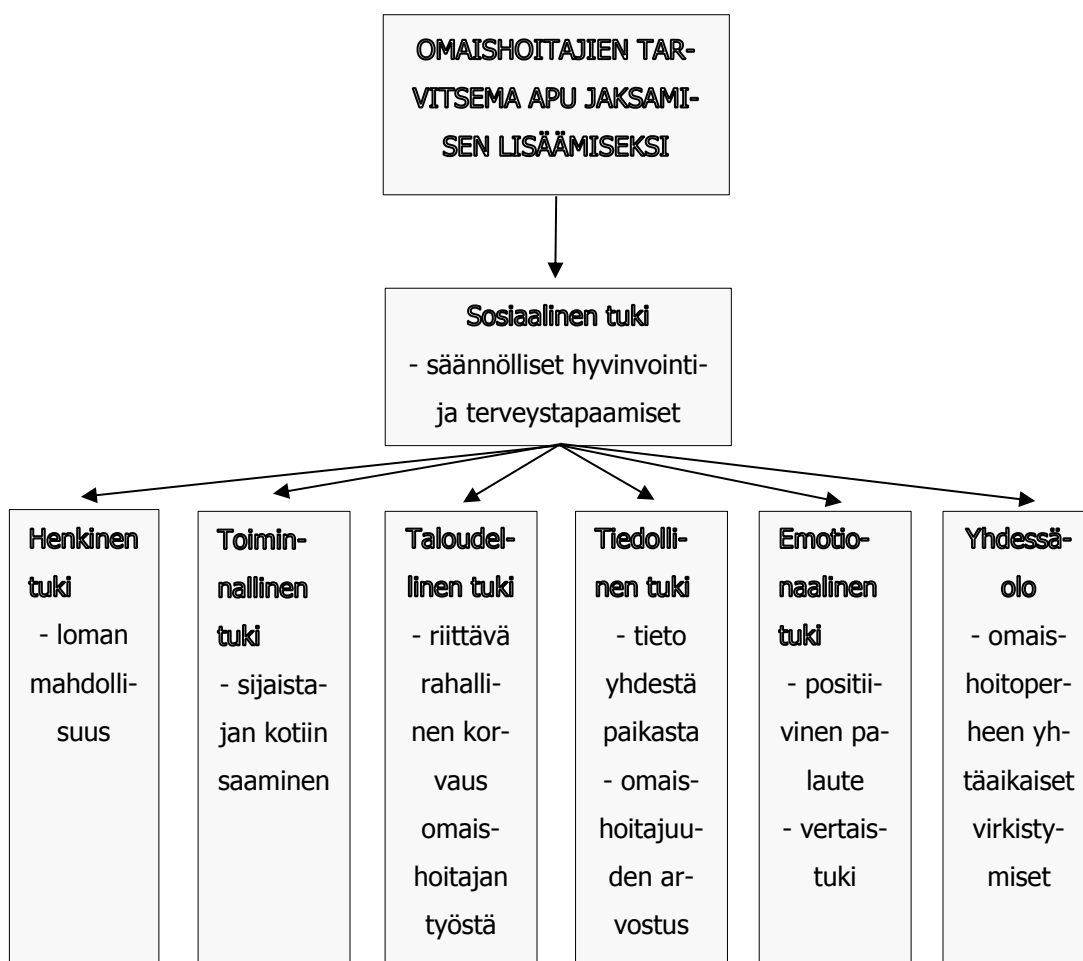 OMAISHOITAJIEN TAR-
VITSEMA APU JAKSAMI-
SEN LISÄÄMISEKSI
Sosiaalinen tuki
- säännölliset hyvinvointi-
ja terveystapaamiset
Henkinen
tuki
- loman
mahdolli-
suus
Toimin-
nallinen
tuki
- sijaista-
jan kotiin
saaminen
Taloudel-
linen tuki
- riittävä
rahalli-
nen kor-
vaus
omais-
hoitajan
työstä
Tiedolli-
nen tuki
- tieto
yhdestä
paikasta
- omais-
hoitajuu-
den ar-
vostus
Emotio-
naalinen
tuki
- positii-
vinen pa-
laute
- vertais-
tuki
Yhdessä-
olo
- omais-
hoitoper-
heen yh-
täaikaiset
virkisty-
miset